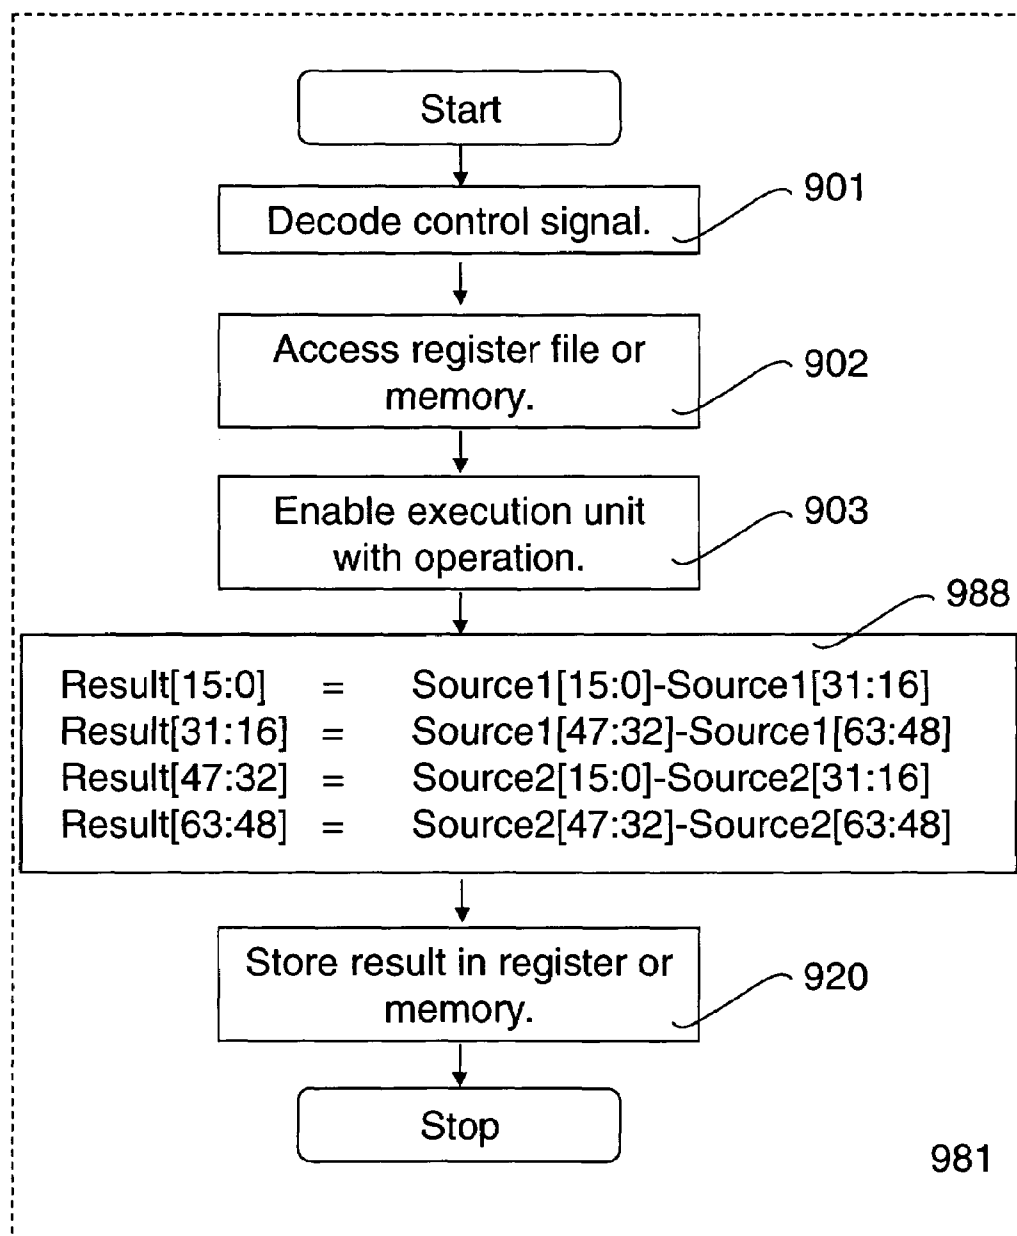 Start
901
Decode control signal.
Access register file or
memory.
902
Enable execution unit
with operation.
903
988
Result[15:0] = Source1[15:0]-Source1[31:16]
Result[31:16] = Source1[47:32]-Source1[63:48]
Result[47:32] = Source2[15:0]-Source2[31:16]
Result[63:48] = Source2[47:32]-Source2[63:48]
Store result in register or
memory.
920
Stop
981